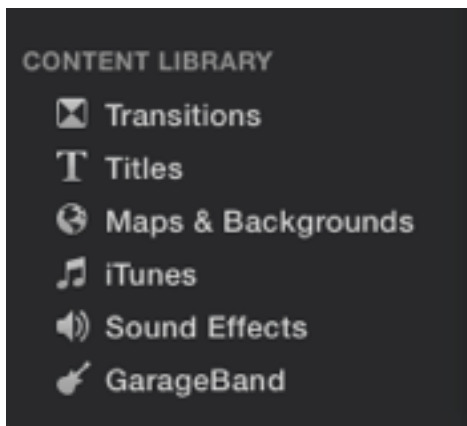 CONTENT LIBRARY
Transitions
Titles
Maps & Backgrounds
iTunes
Sound Effects
GarageBand